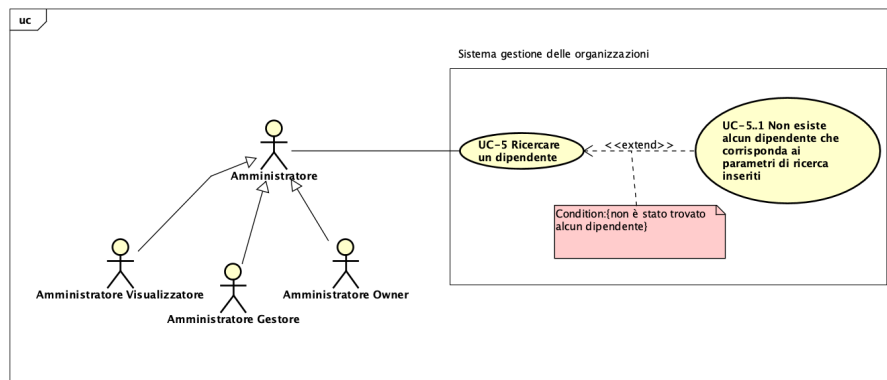 uc
Sistema gestione delle organizzazioni
Amministratore
UC-5 Ricercare
un dipendente
<<extend>>
UC-5..1 Non esiste
alcun dipendente che
corrisponda ai
parametri di ricerca
inseriti
Condition:{non è stato trovato
alcun dipendente}
Amministratore Visualizzatore
Amministratore Gestore
Amministratore Owner